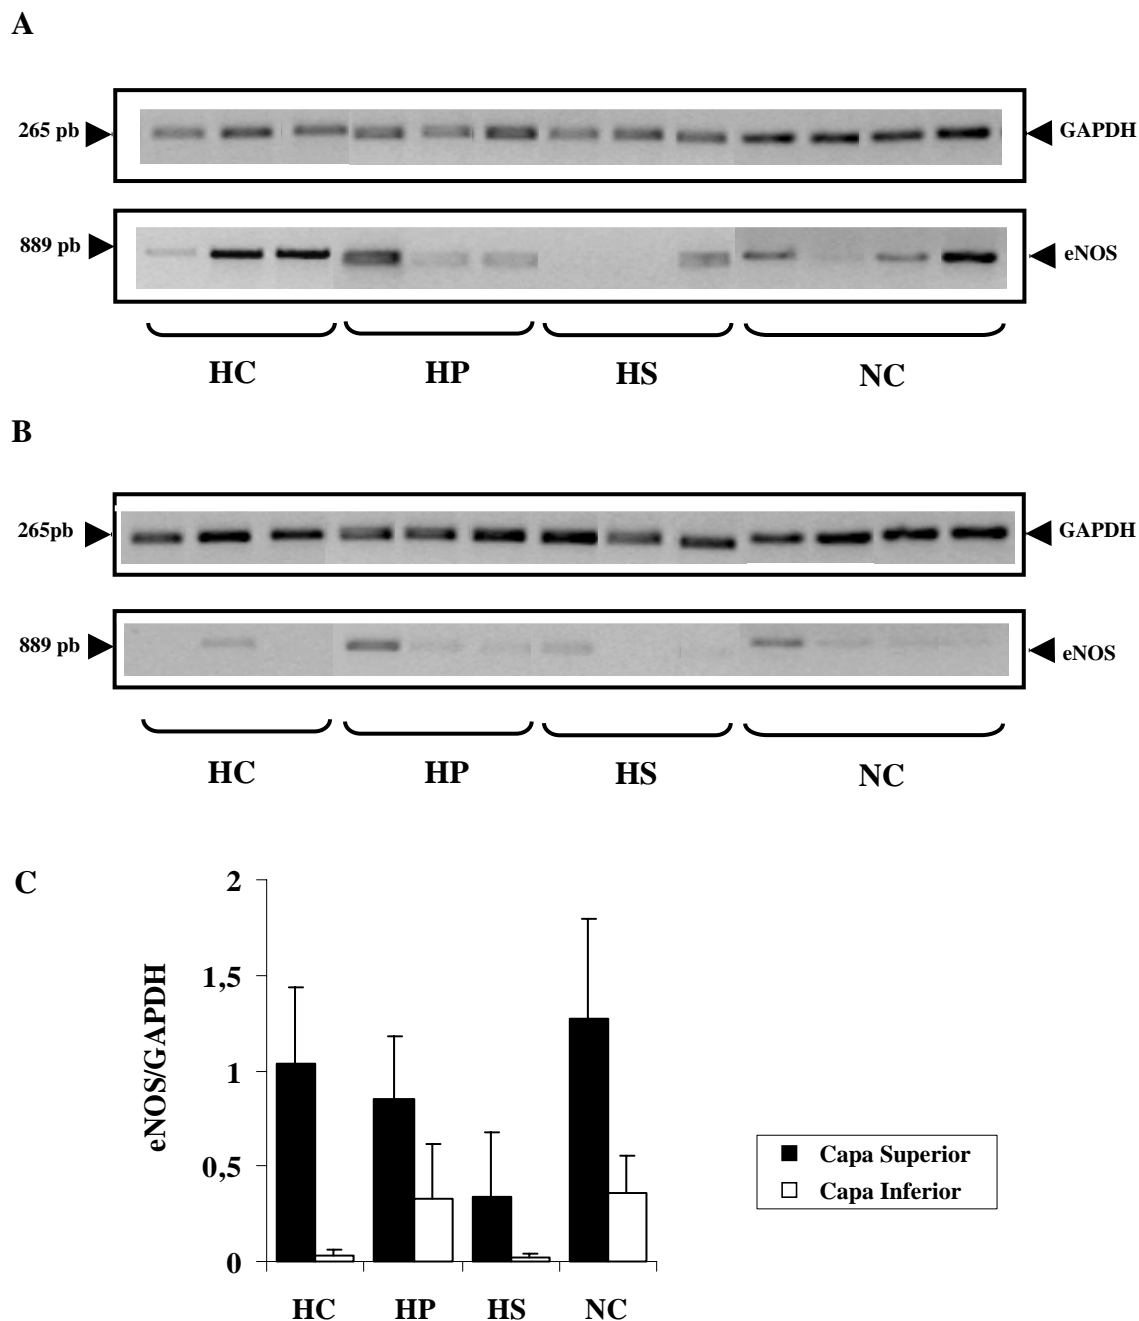 A
265 pb
GAPDH
889 pb
eNOS
HC HP HS NC
B
265pb
GAPDH
889 pb
eNOS
HC HP HS NC
C
eNOS/GAPDH
2
1,5
1
0,5
0
HC HP HS NC
Capa Superior
Capa Inferior